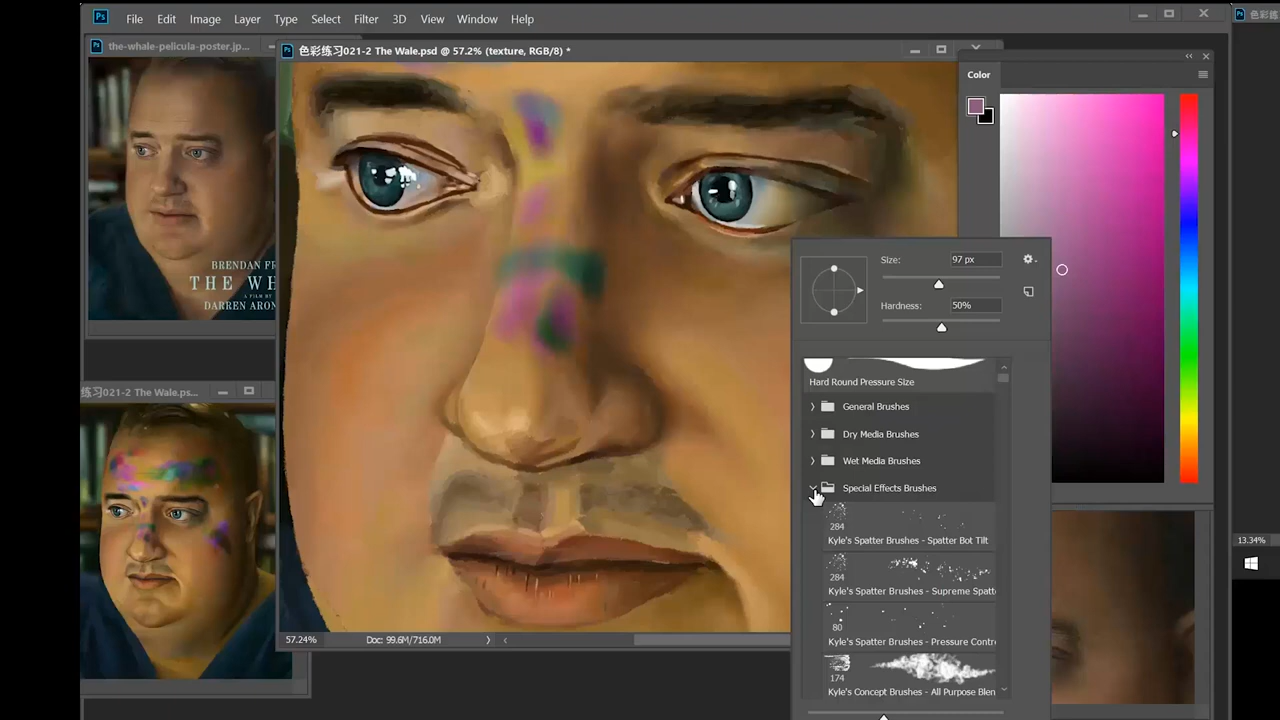 File Edit Image Layer Type Select Filter 3D View Window Help
the-whale-pelicula-poster.jp...
色彩练习021-2 The Wale.psd @ 57.2% (texture, RGB/8) *
Color
BRENDAN FR
THE WH
A FILM BY
DARREN ARON
练习021-2 The Wale.ps...
57.24% Doc: 99.6M/716.0M
Size: 97 px
Hardness: 50%
Hard Round Pressure Size
General Brushes
Dry Media Brushes
Wet Media Brushes
Special Effects Brushes
284
Kyle's Spatter Brushes - Spatter Bot Tilt
284
Kyle's Spatter Brushes - Supreme Spatt
80
Kyle's Spatter Brushes - Pressure Contr
174
Kyle's Concept Brushes - All Purpose Blen
色彩练
13.34%